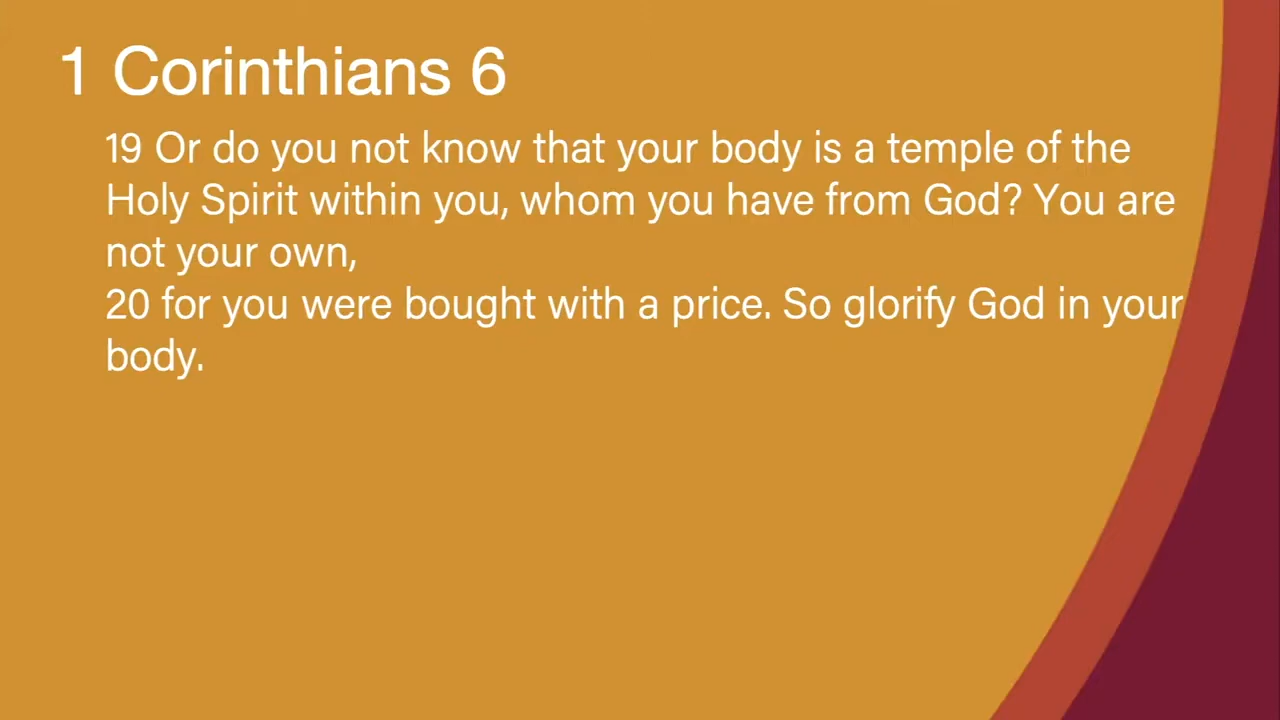 1 Corinthians 6
19 Or do you not know that your body is a temple of the
Holy Spirit within you, whom you have from God? You are
not your own,
20 for you were bought with a price. So glorify God in your
body.